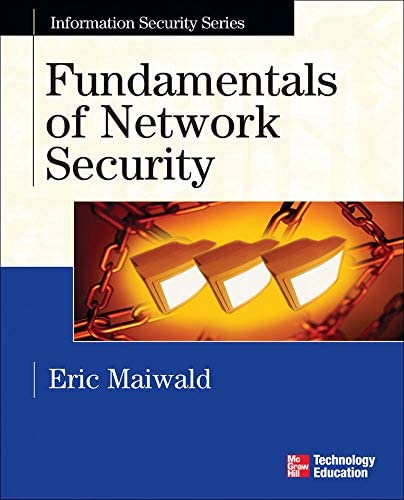 Information Security Series
Fundamentals
of Network
Security
Eric Maiwald
Mc
Graw
Hill
Technology
Education